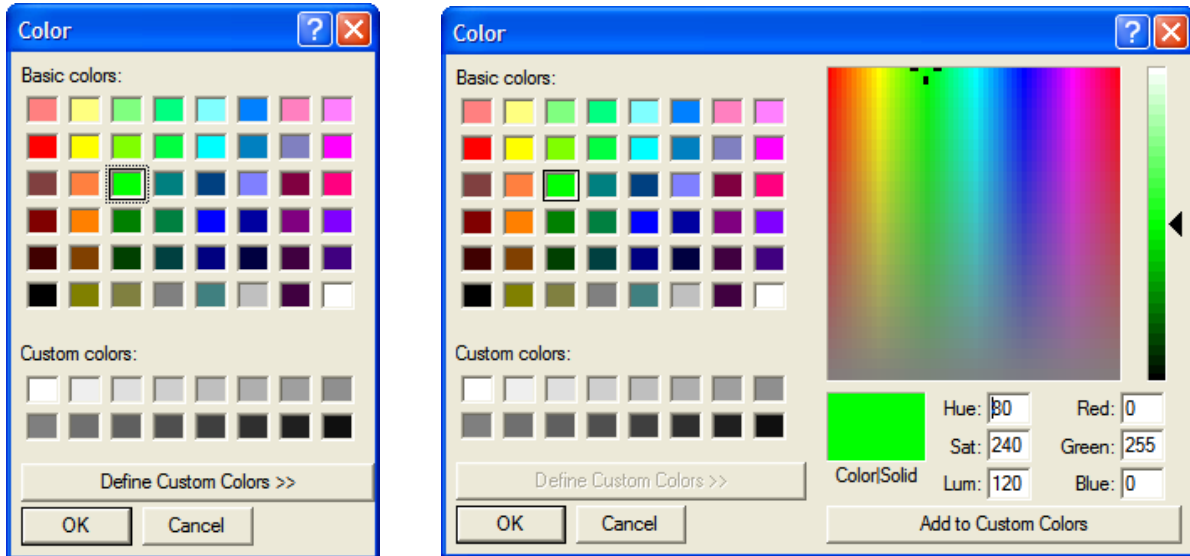 Color
Basic colors:
Custom colors:
Define Custom Colors >>
OK Cancel
Color
Basic colors:
Custom colors:
Define Custom Colors >>
OK Cancel
Color|Solid
Hue: 80 Red: 0
Sat: 240 Green: 255
Lum: 120 Blue: 0
Add to Custom Colors